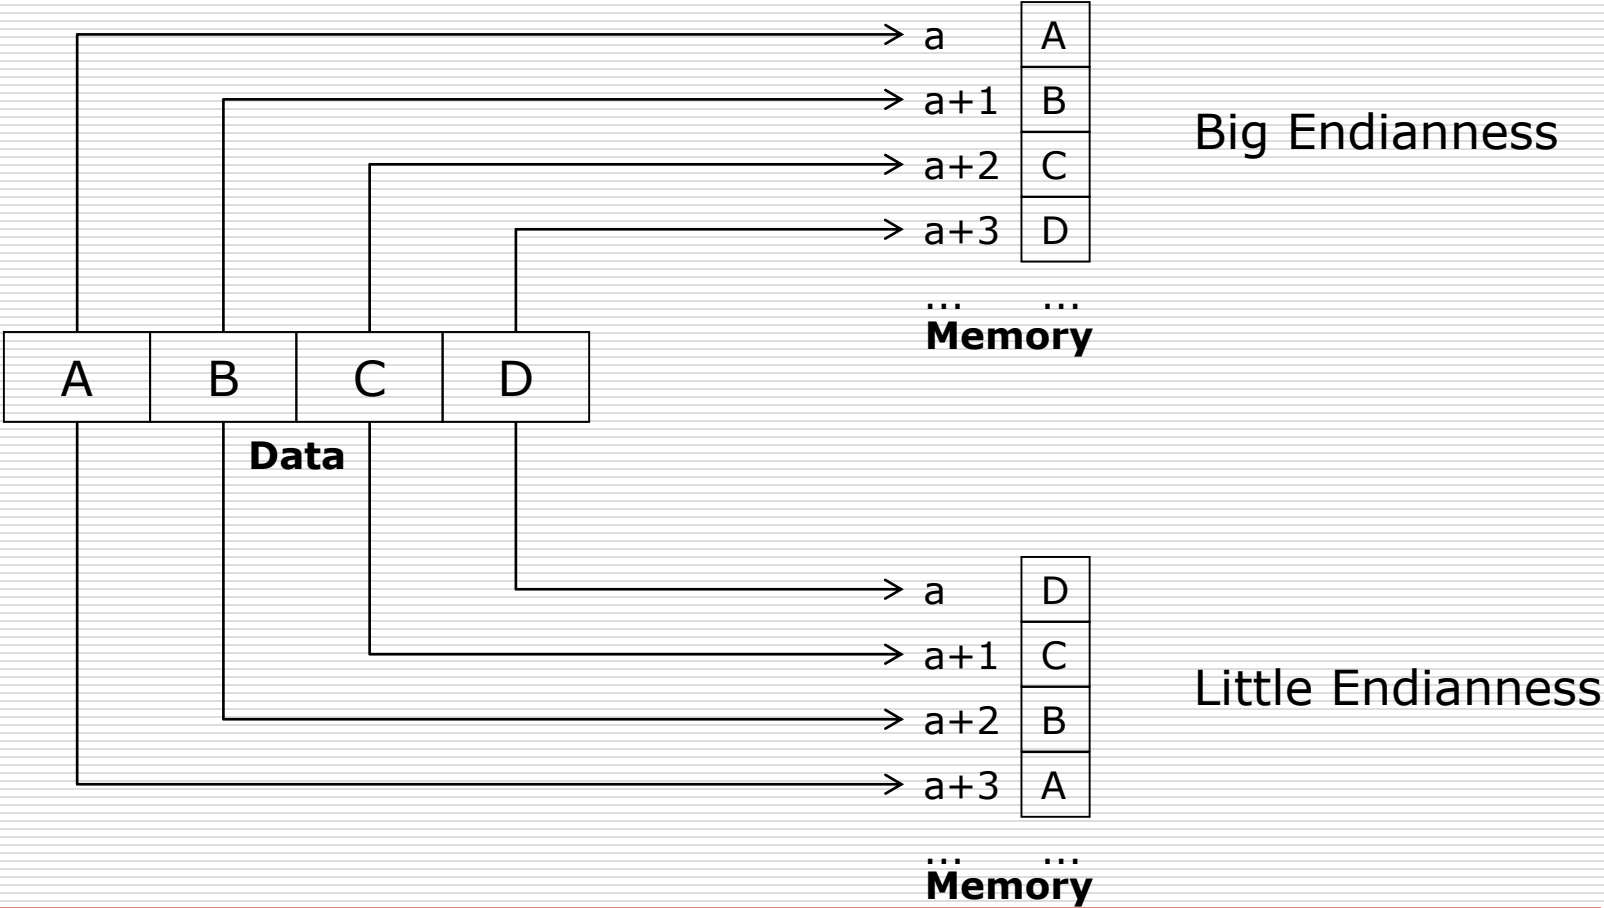 a A
a+1 B
Big Endianness
a+2 C
a+3 D
... ...
Memory
A B C D
Data
a D
a+1 C
Little Endianness
a+2 B
a+3 A
... ...
Memory